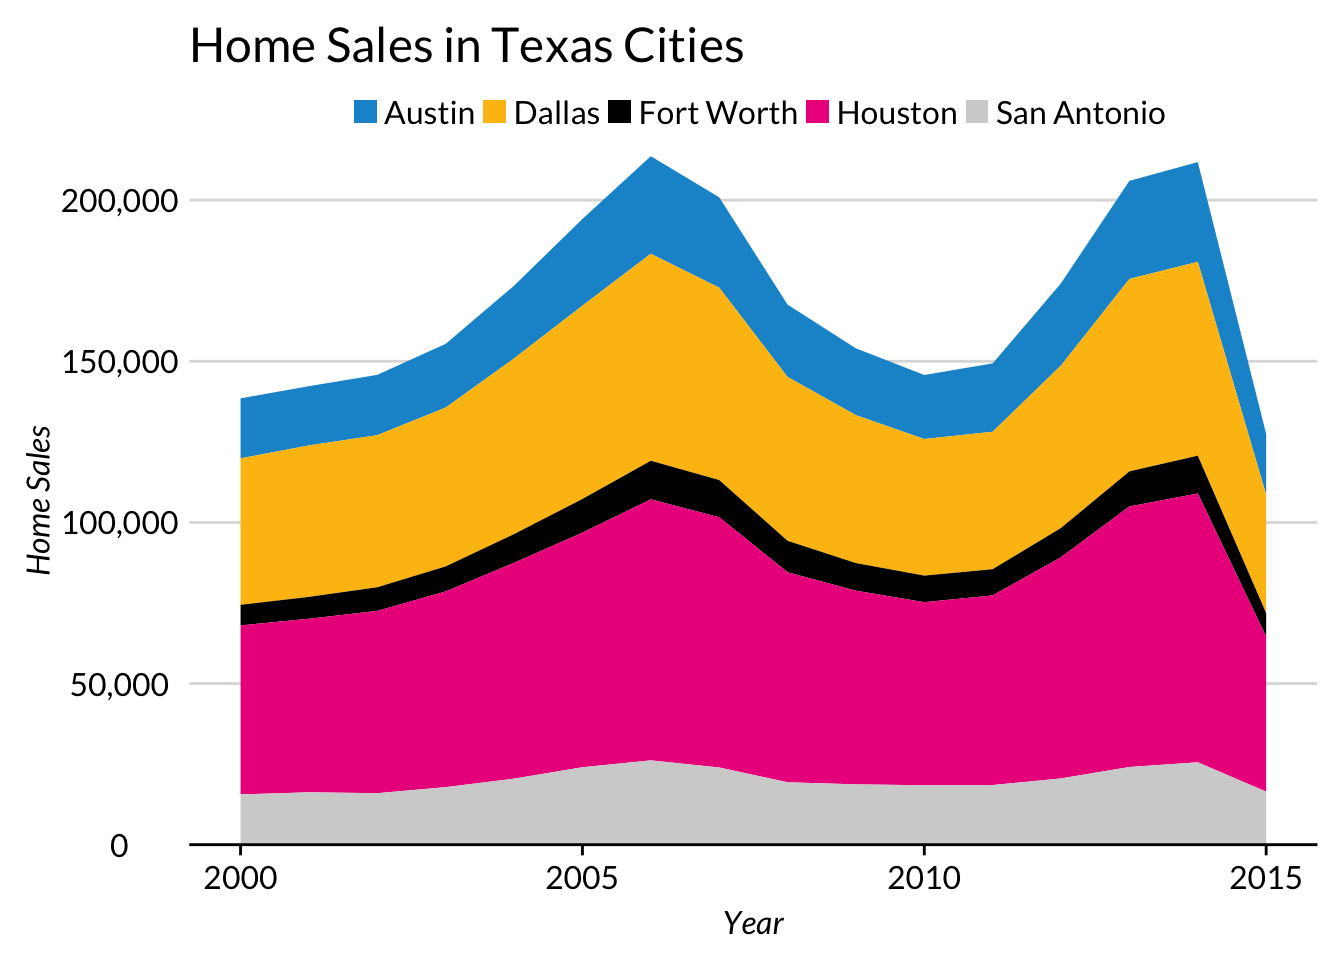 Home Sales in Texas Cities
Austin Dallas Fort Worth Houston San Antonio
200,000
150,000
100,000
50,000
0
Home Sales
2000 2005 2010 2015
Year